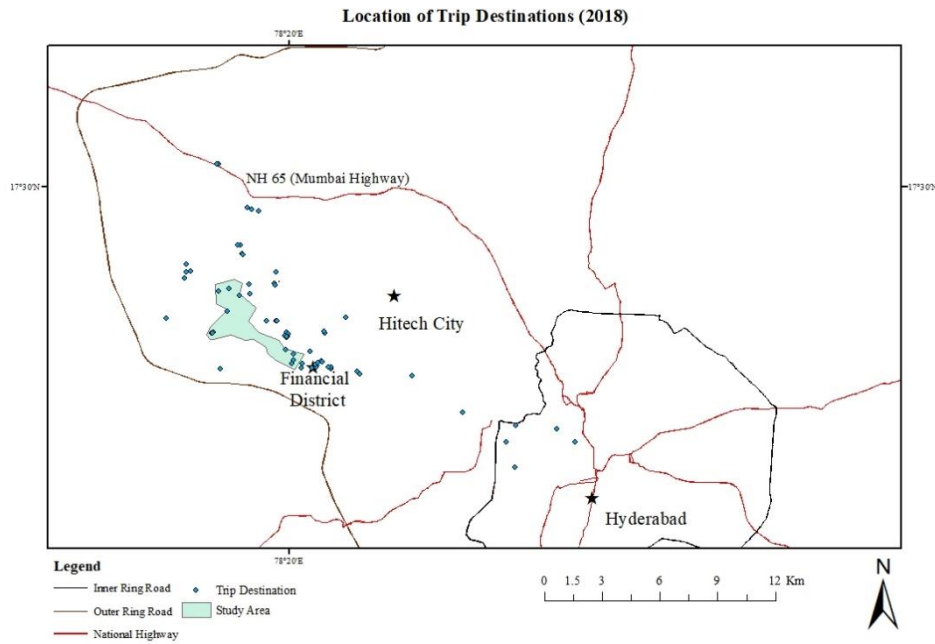 Location of Trip Destinations (2018)
78°20'E
17°30'N
17°30'N
NH 65 (Mumbai Highway)
Hitech City
Financial
District
Hyderabad
78°20'E
Legend
Inner Ring Road
Trip Destination
Outer Ring Road
Study Area
National Highway
0 1.5 3 6 9 12 Km
N